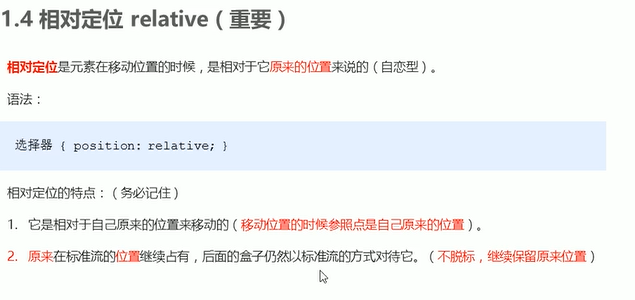 1.4 相对定位 relative（重要）
相对定位是元素在移动位置的时候，是相对于它原来的位置来说的（自恋型）。
语法：
选择器 { position: relative; }
相对定位的特点：（务必记住）
1. 它是相对于自己原来的位置来移动的（移动位置的时候参照点是自己原来的位置）。
2. 原来在标准流的位置继续占有，后面的盒子仍然以标准流的方式对待它。（不脱标，继续保留原来位置）